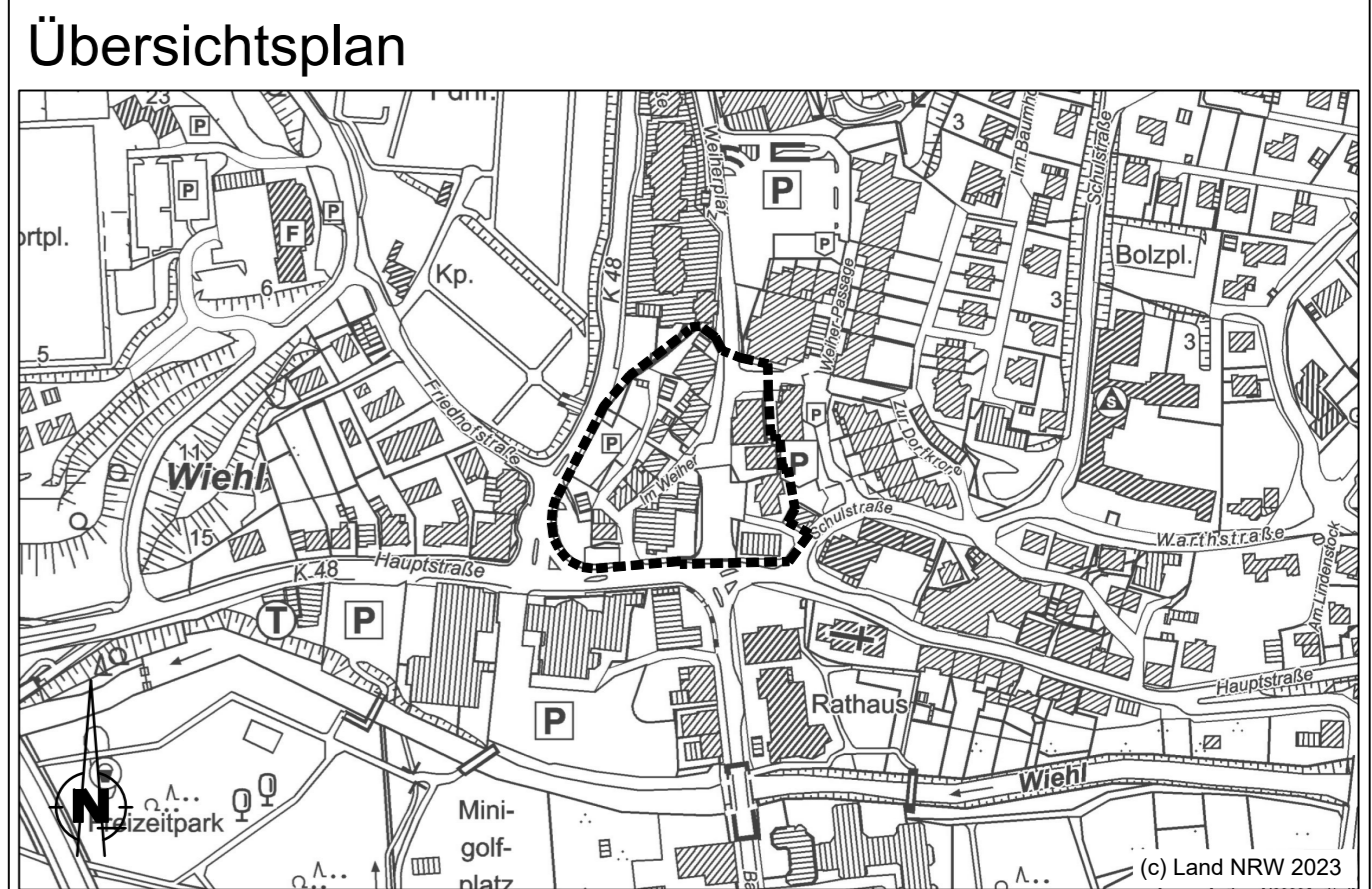 Übersichtsplan
23
P
P
P
F
ortpl.
6
5
Kp.
K 48
Weiherplatz
P
P
Weiher-Passage
3
Im Baumhof
Schulstraße
Bolzpl.
3
3
S
Friedhofstraße
P
Im Weiher
P
P
Zur Dorfkrone
Schulstraße
Warthstraße
Am Lindenstock
11
Wiehl
15
K 48
Hauptstraße
T
P
P
Rathaus
Hauptstraße
Wiehl
N
Freizeitpark
Mini-
golf-
platz
(c) Land NRW 2023